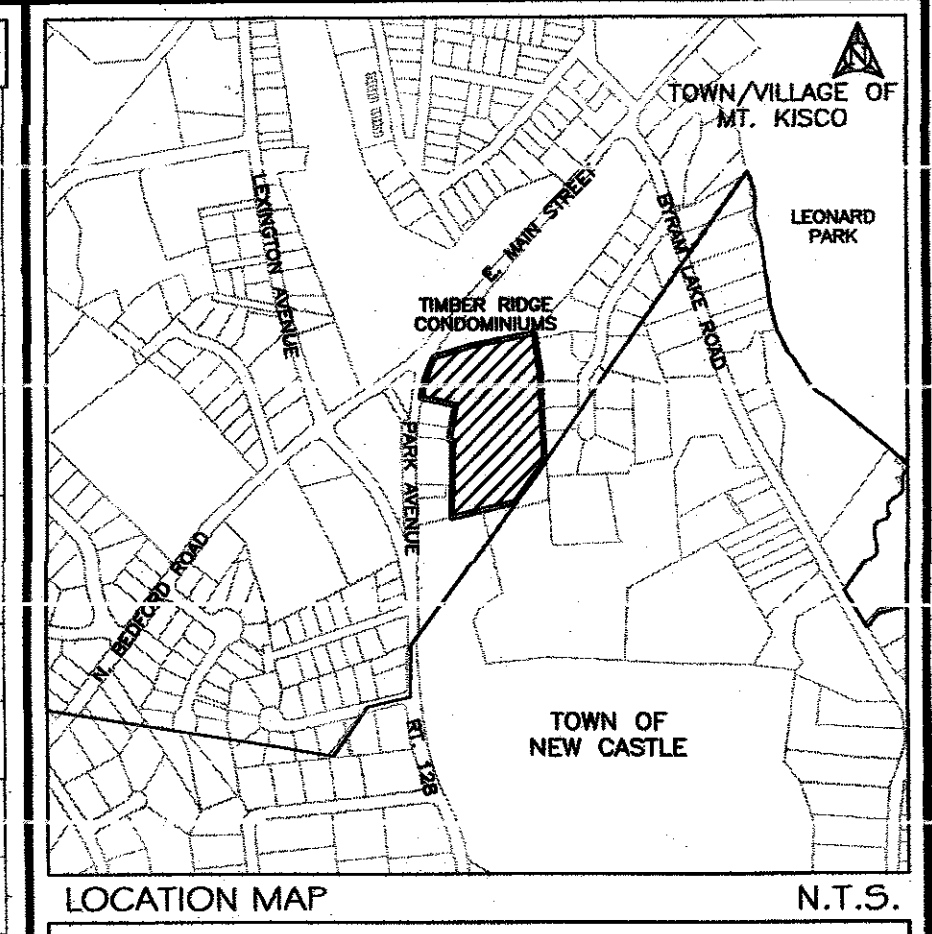 N
TOWN/VILLAGE OF
MT. KISCO
LEONARD
PARK
LEXINGTON AVENUE
E. MAIN STREET
BYRAM LAKE ROAD
TIMBER RIDGE
CONDOMINIUMS
PARK AVENUE
N. BEDFORD ROAD
RT. 128
TOWN OF
NEW CASTLE
LOCATION MAP
N.T.S.